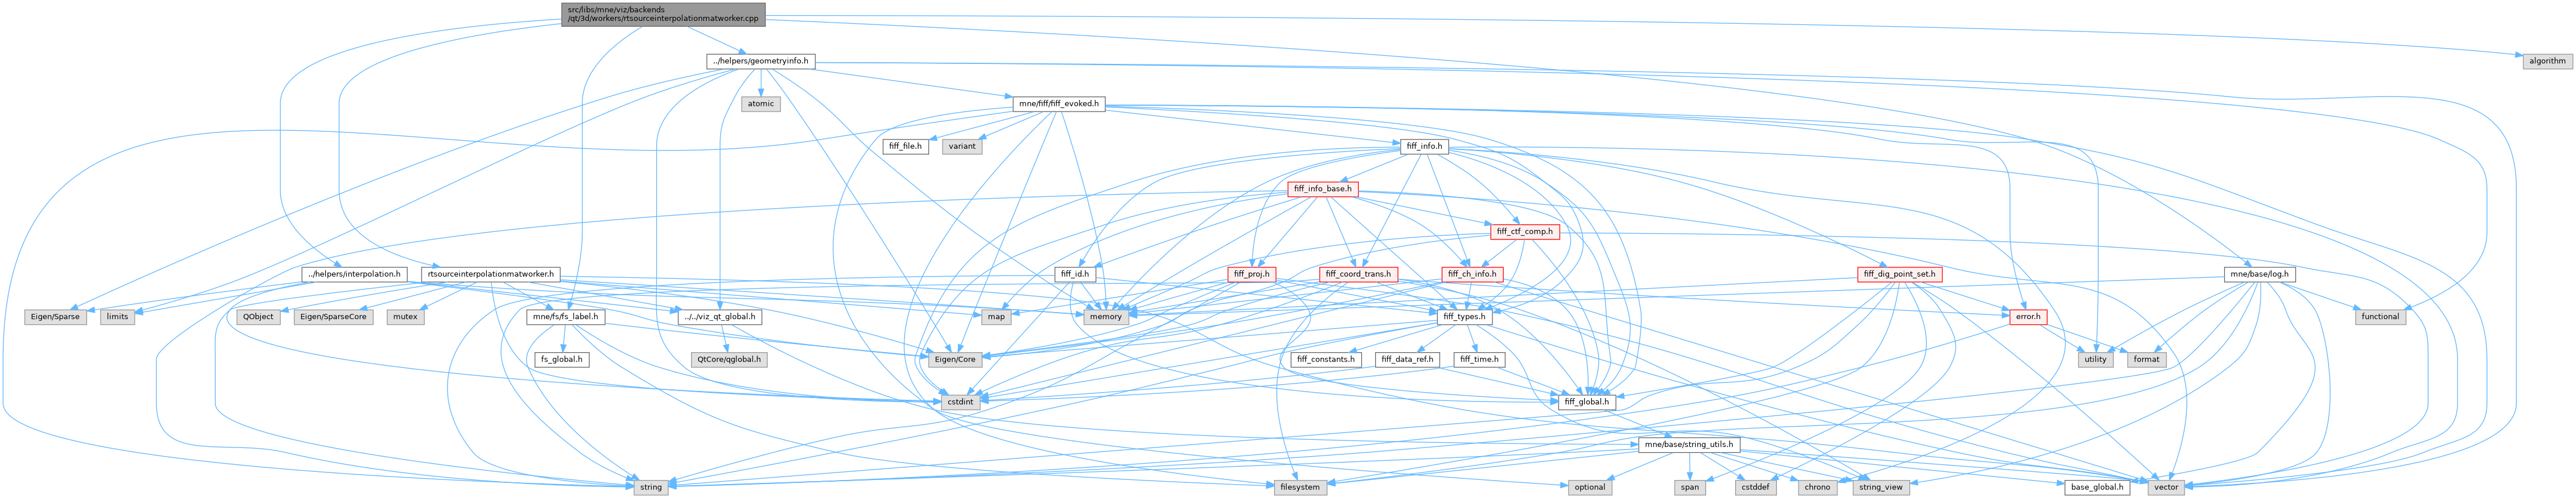 src/libs/mne/viz/backends
/qt/3d/workers/rtsourceinterpolationmatworker.cpp
../helpers/geometryinfo.h
algorithm
atomic
mne/fiff/fiff_evoked.h
fiff_file.h
variant
fiff_info.h
fiff_info_base.h
fiff_ctf_comp.h
../helpers/interpolation.h
rtsourceinterpolationmatworker.h
fiff_id.h
fiff_proj.h
fiff_coord_trans.h
fiff_ch_info.h
fiff_dig_point_set.h
mne/base/log.h
Eigen/Sparse
limits
QObject
Eigen/SparseCore
mutex
mne/fs/fs_label.h
../../viz_qt_global.h
map
memory
fiff_types.h
error.h
functional
fs_global.h
QtCore/qglobal.h
Eigen/Core
fiff_constants.h
fiff_data_ref.h
fiff_time.h
utility
format
cstdint
fiff_global.h
mne/base/string_utils.h
string
filesystem
optional
span
cstddef
chrono
string_view
base_global.h
vector